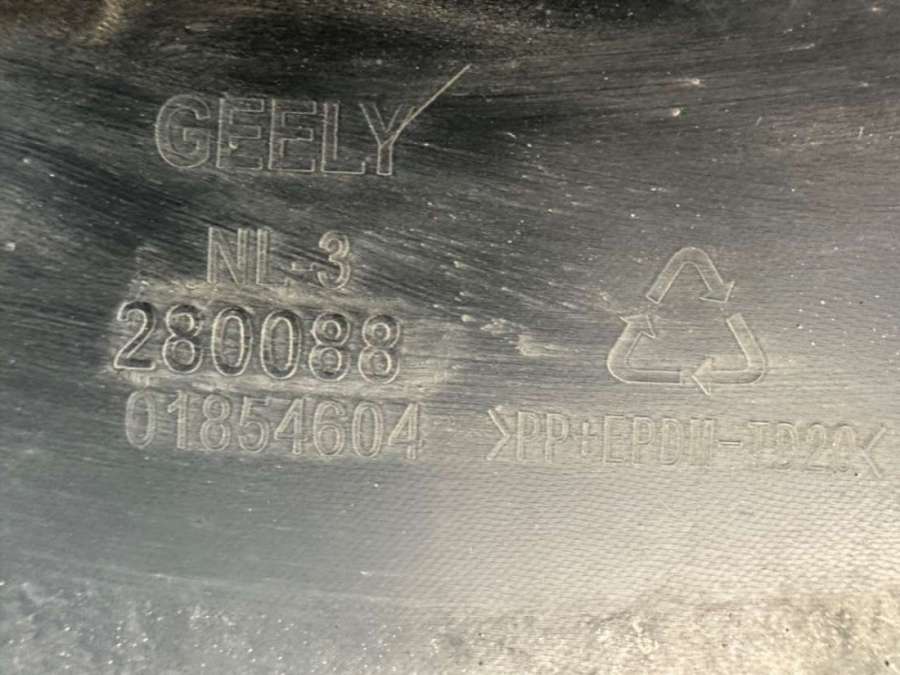 GEELY
NL-3
280088
01854604
>PP+EPDM-TD20<